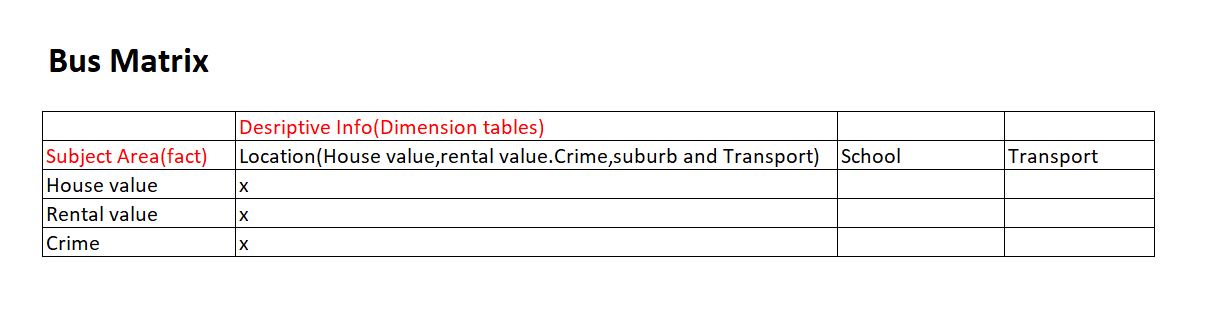 Bus Matrix
Desriptive Info(Dimension tables)
Subject Area(fact) Location(House value,rental value.Crime,suburb and Transport) School Transport
House value x
Rental value x
Crime x